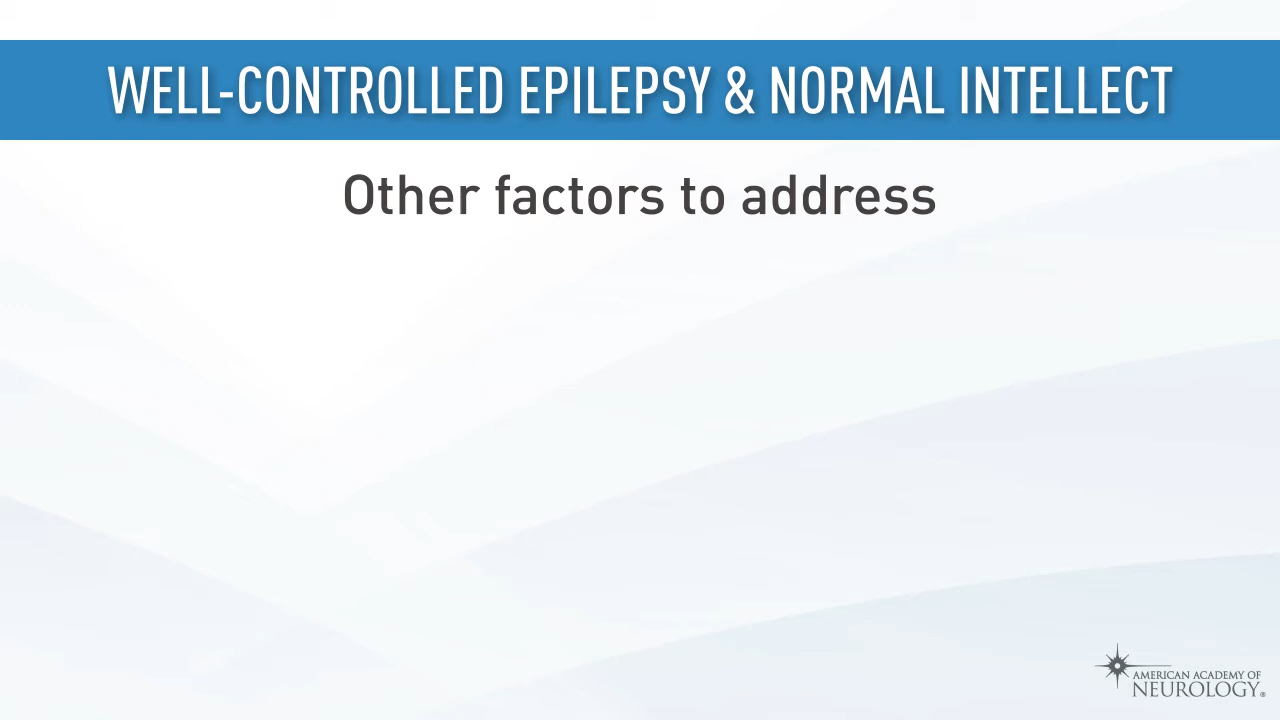 WELL-CONTROLLED EPILEPSY & NORMAL INTELLECT
Other factors to address
AMERICAN ACADEMY OF
NEUROLOGY®